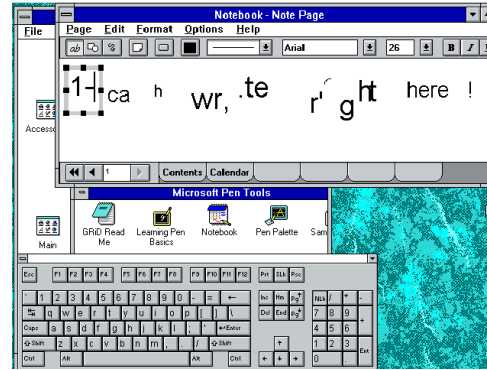 Notebook - Note Page
File
Page Edit Format Options Help
ab Arial 26 B I
1-| ca h wr, .te r' ght here !
Accesso
1 Contents Calendar
Microsoft Pen Tools
GRiD Read Me Learning Pen Basics Notebook Pen Palette Sam
Main
Esc F1 F2 F3 F4 F5 F6 F7 F8 F9 F10 F11 F12 Prt SLk Pse
` 1 2 3 4 5 6 7 8 9 0 - = ← Ins Hm pg↑ NLk / * -
q w e r t y u i o p [ ] \ Del End pg↓ 7 8 9 +
Caps a s d f g h j k l ; ' Enter 4 5 6
Shift z x c v b n m , . / Shift ↑ 1 2 3 Ent
Ctrl Alt Alt Ctrl ← ↓ → 0 .